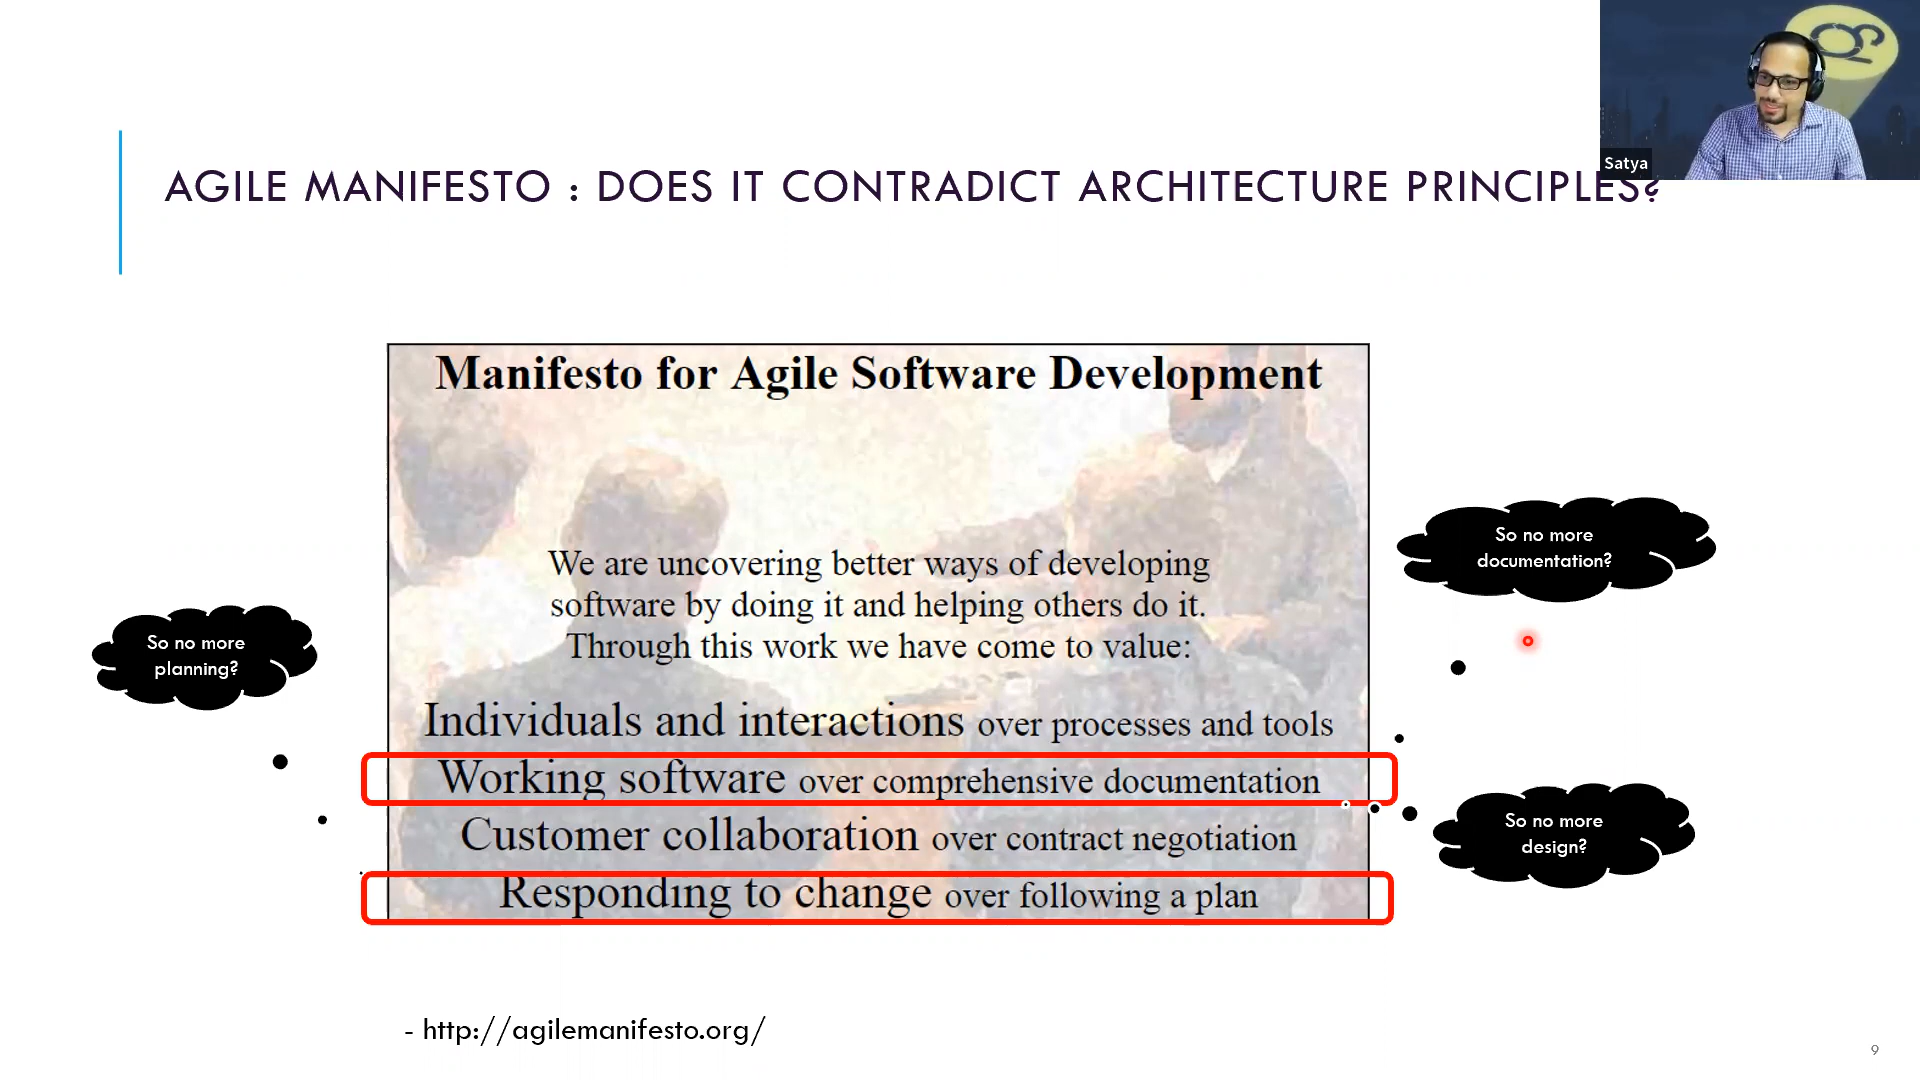 Satya
AGILE MANIFESTO : DOES IT CONTRADICT ARCHITECTURE PRINCIPLES?
Manifesto for Agile Software Development
We are uncovering better ways of developing
software by doing it and helping others do it.
Through this work we have come to value:
Individuals and interactions over processes and tools
Working software over comprehensive documentation
Customer collaboration over contract negotiation
Responding to change over following a plan
So no more
planning?
So no more
documentation?
So no more
design?
- http://agilemanifesto.org/
9